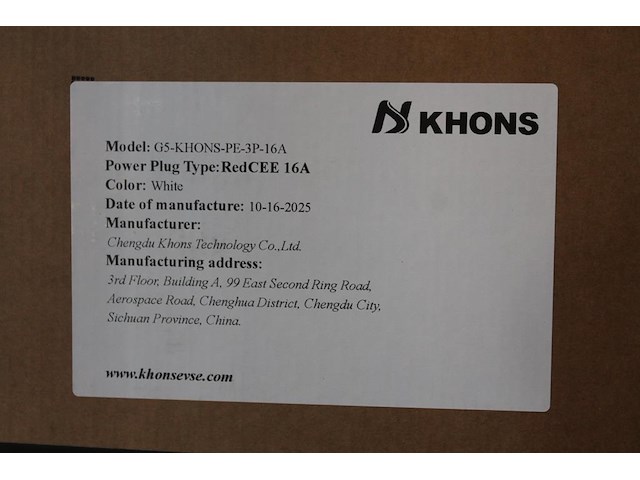 KHONS
Model: G5-KHONS-PE-3P-16A
Power Plug Type:RedCEE 16A
Color: White
Date of manufacture: 10-16-2025
Manufacturer:
Chengdu Khons Technology Co.,Ltd.
Manufacturing address:
3rd Floor, Building A, 99 East Second Ring Road,
Aerospace Road, Chenghua District, Chengdu City,
Sichuan Province, China.
www.khonsevse.com